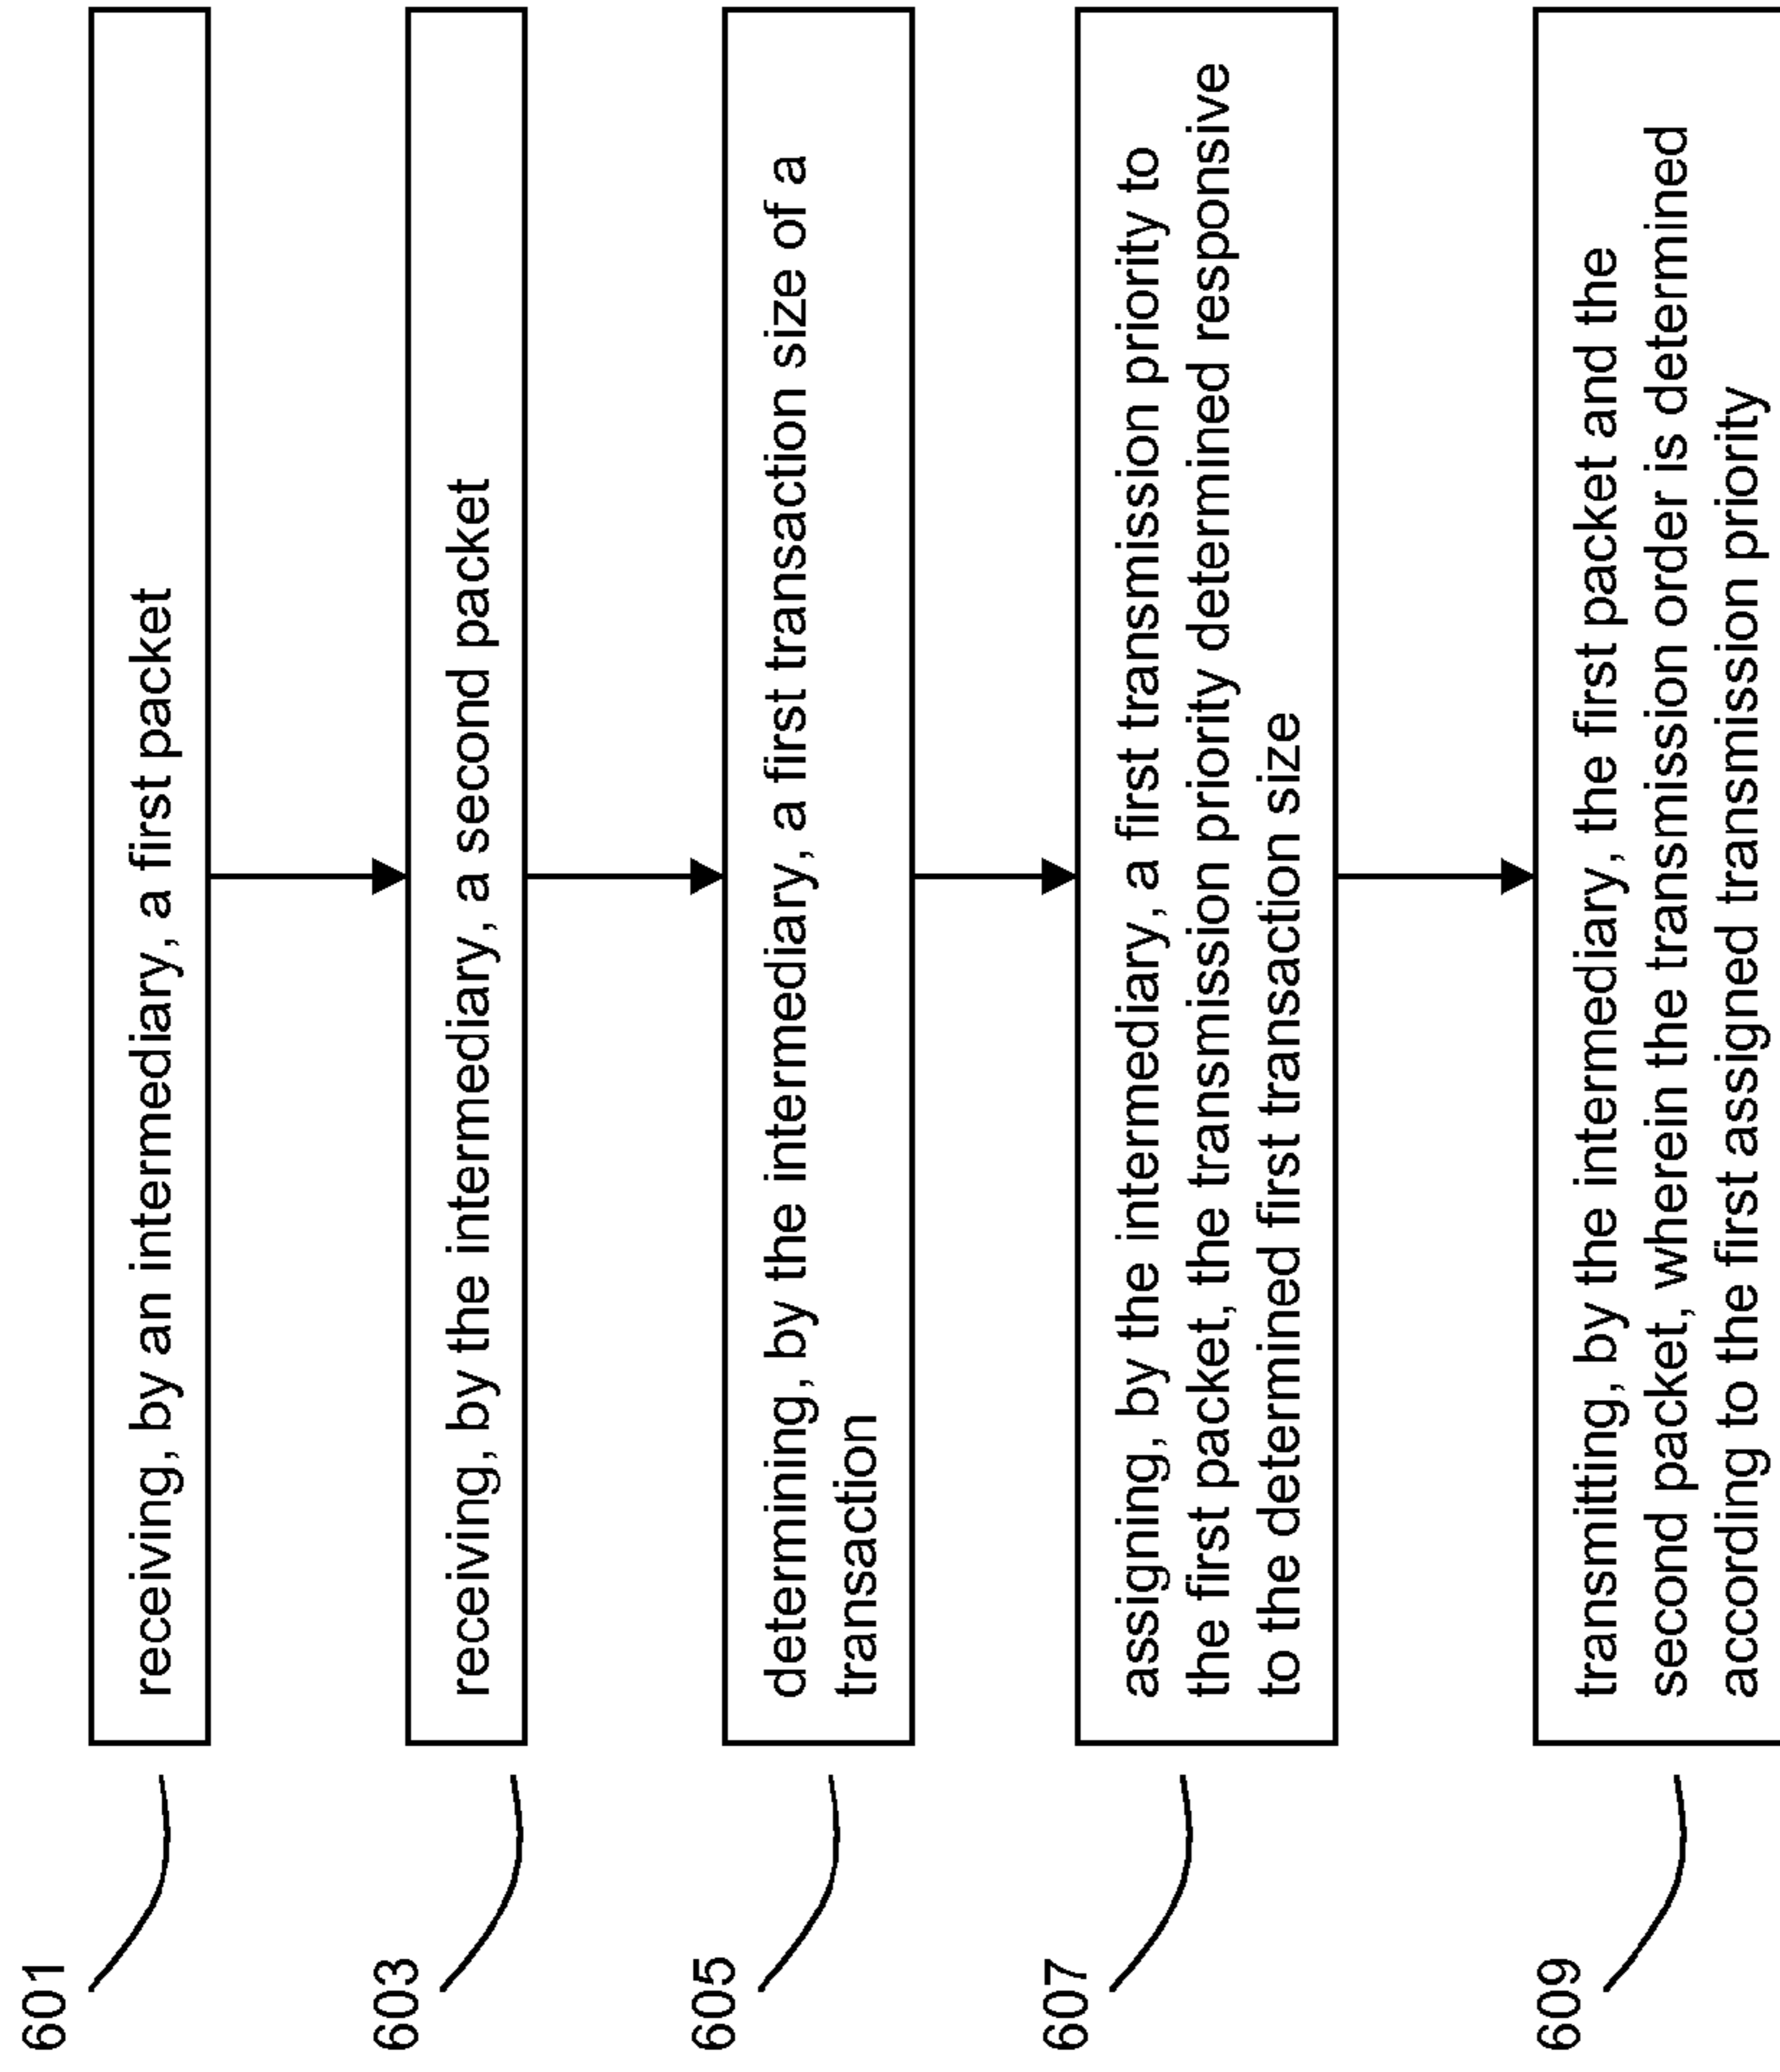 601
receiving, by an intermediary, a first packet
603
receiving, by the intermediary, a second packet
605
determining, by the intermediary, a first transaction size of a
transaction
607
assigning, by the intermediary, a first transmission priority to
the first packet, the transmission priority determined responsive
to the determined first transaction size
609
transmitting, by the intermediary, the first packet and the
second packet, wherein the transmission order is determined
according to the first assigned transmission priority